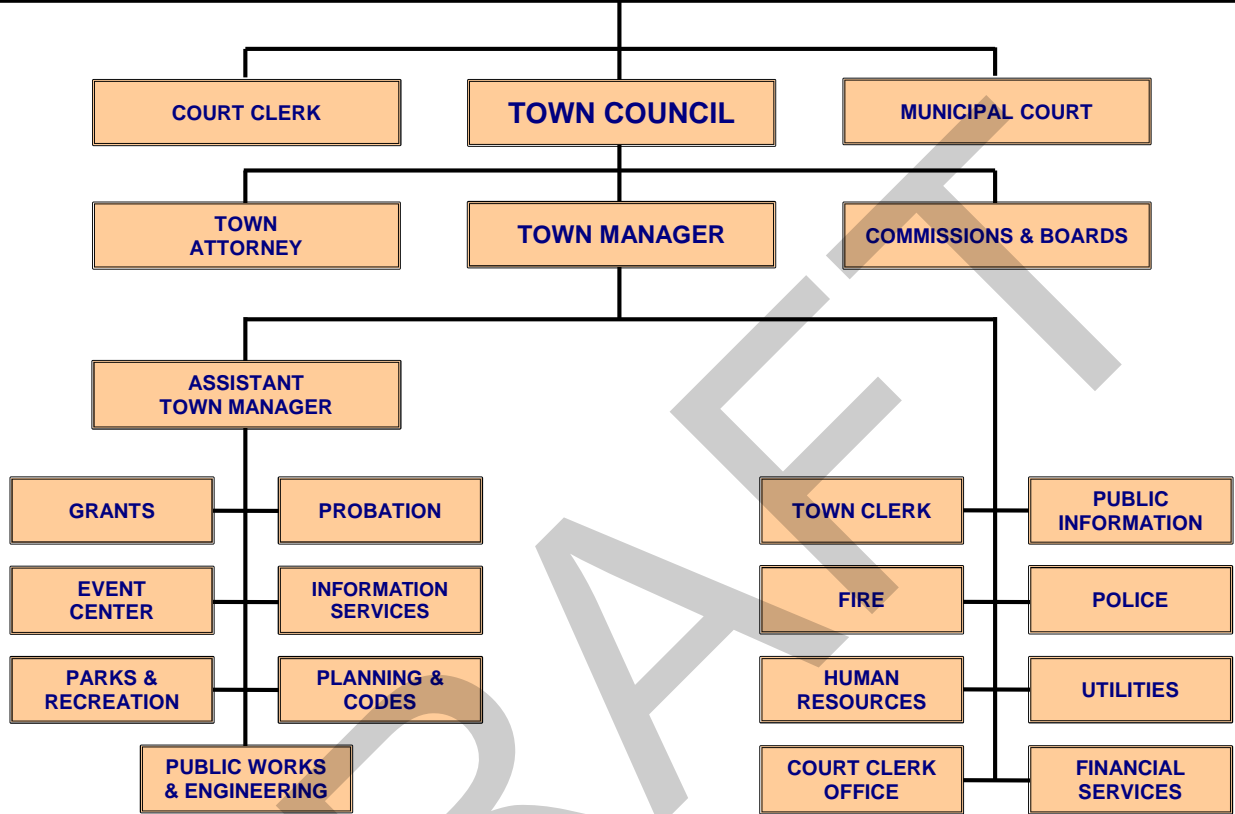 COURT CLERK
TOWN COUNCIL
MUNICIPAL COURT
TOWN
ATTORNEY
TOWN MANAGER
COMMISSIONS & BOARDS
ASSISTANT
TOWN MANAGER
GRANTS
PROBATION
TOWN CLERK
PUBLIC
INFORMATION
EVENT
CENTER
INFORMATION
SERVICES
FIRE
POLICE
PARKS &
RECREATION
PLANNING &
CODES
HUMAN
RESOURCES
UTILITIES
PUBLIC WORKS
& ENGINEERING
COURT CLERK
OFFICE
FINANCIAL
SERVICES
DRAFT